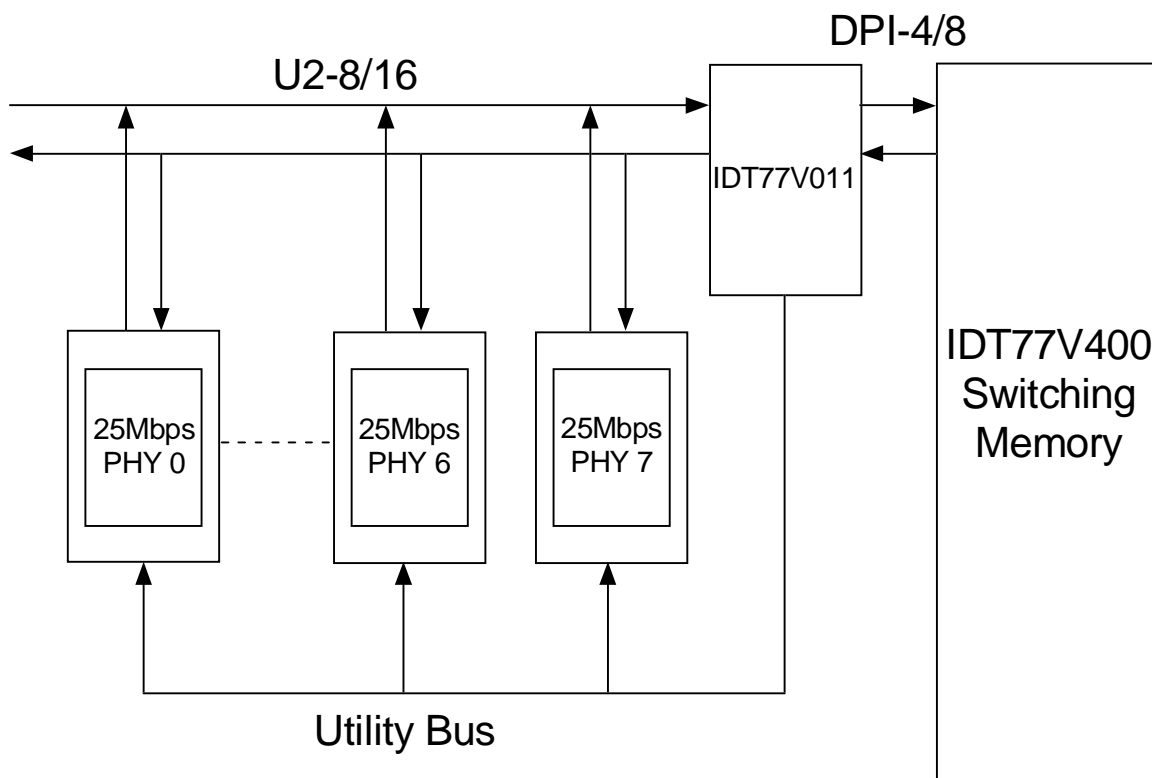 DPI-4/8
U2-8/16
IDT77V011
IDT77V400
Switching
Memory
25Mbps
PHY 0
25Mbps
PHY 6
25Mbps
PHY 7
Utility Bus